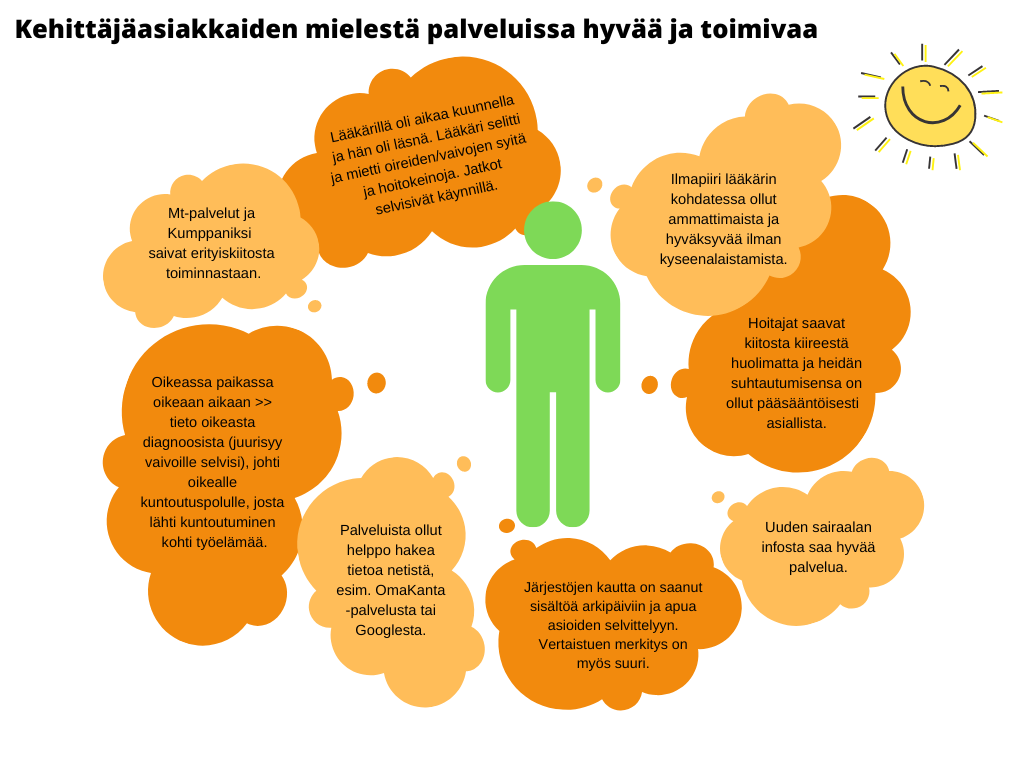 Kehittäjäasiakkaiden mielestä palveluissa hyvää ja toimivaa
Lääkärillä oli aikaa kuunnella
ja hän oli läsnä. Lääkäri selitti
ja mietti oireiden/vaivojen syitä
ja hoitokeinoja. Jatkot
selvisivät käynnillä.
Mt-palvelut ja
Kumppaniksi
saivat erityiskiitosta
toiminnastaan.
Ilmapiiri lääkärin
kohdatessa ollut
ammattimaista ja
hyväksyvää ilman
kyseenalaistamista.
Hoitajat saavat
kiitosta kiireestä
huolimatta ja heidän
suhtautumisensa on
ollut pääsääntöisesti
asiallista.
Oikeassa paikassa
oikeaan aikaan >>
tieto oikeasta
diagnoosista (juurisyy
vaivoille selvisi), johti
oikealle
kuntoutuspolulle, josta
lähti kuntoutuminen
kohti työelämää.
Palveluista ollut
helppo hakea
tietoa netistä,
esim. OmaKanta
-palvelusta tai
Googlesta.
Järjestöjen kautta on saanut
sisältöä arkipäiviin ja apua
asioiden selvittelyyn.
Vertaistuen merkitys on
myös suuri.
Uuden sairaalan
infosta saa hyvää
palvelua.